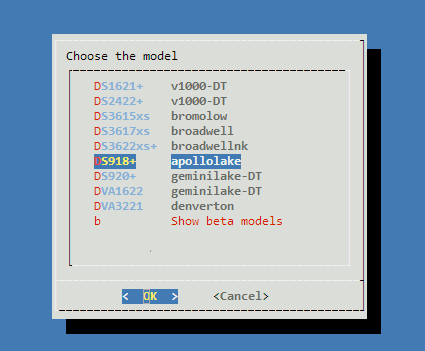 Choose the model
DS1621+ v1000-DT
DS2422+ v1000-DT
DS3615xs bromolow
DS3617xs broadwell
DS3622xs+ broadwellnk
DS918+ apollolake
DS920+ geminilake-DT
DVA1622 geminilake-DT
DVA3221 denverton
b Show beta models
< OK > <Cancel>